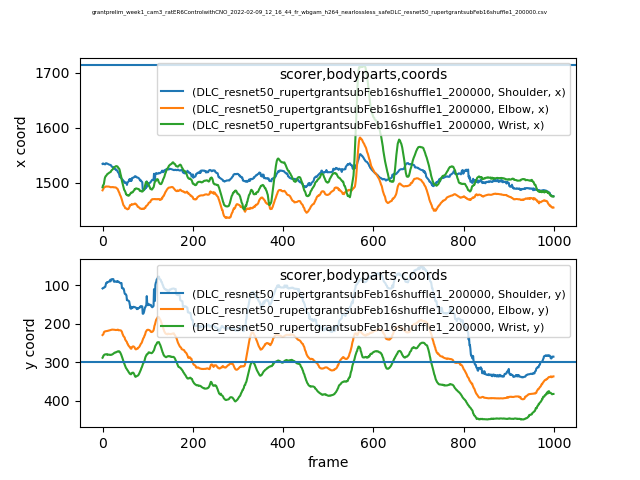 grantprelim_week1_cam3_ratER6ControlwithCNO_2022-02-09_12_16_44_fr_wbgam_h264_nearlossless_safeDLC_resnet50_rupertgrantsubFeb16shuffle1_200000.csv
scorer,bodyparts,coords
(DLC_resnet50_rupertgrantsubFeb16shuffle1_200000, Shoulder, x)
(DLC_resnet50_rupertgrantsubFeb16shuffle1_200000, Elbow, x)
(DLC_resnet50_rupertgrantsubFeb16shuffle1_200000, Wrist, x)
x coord
1700
1600
1500
0 200 400 600 800 1000
scorer,bodyparts,coords
(DLC_resnet50_rupertgrantsubFeb16shuffle1_200000, Shoulder, y)
(DLC_resnet50_rupertgrantsubFeb16shuffle1_200000, Elbow, y)
(DLC_resnet50_rupertgrantsubFeb16shuffle1_200000, Wrist, y)
y coord
100
200
300
400
0 200 400 600 800 1000
frame